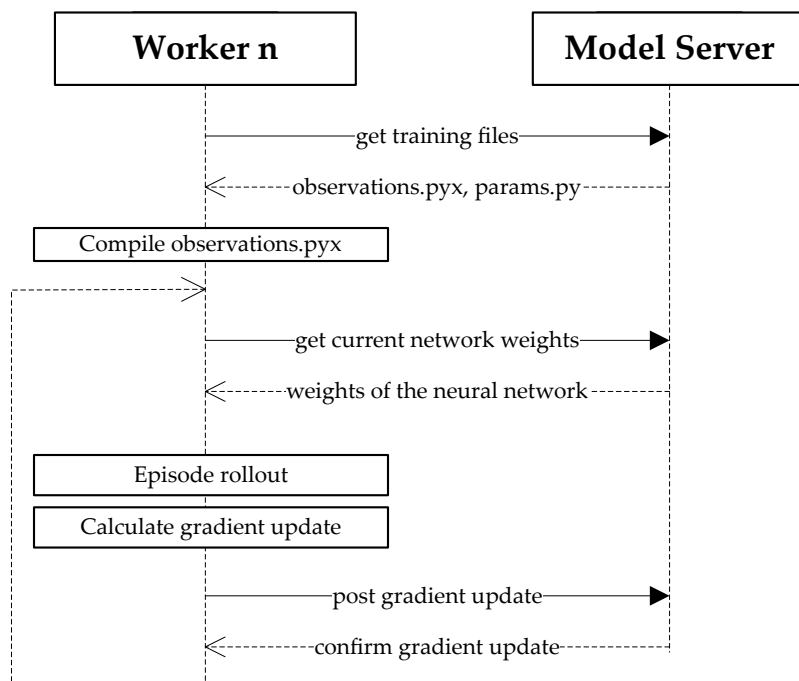 Worker n
Model Server
get training files
observations.pyx, params.py
Compile observations.pyx
get current network weights
weights of the neural network
Episode rollout
Calculate gradient update
post gradient update
confirm gradient update